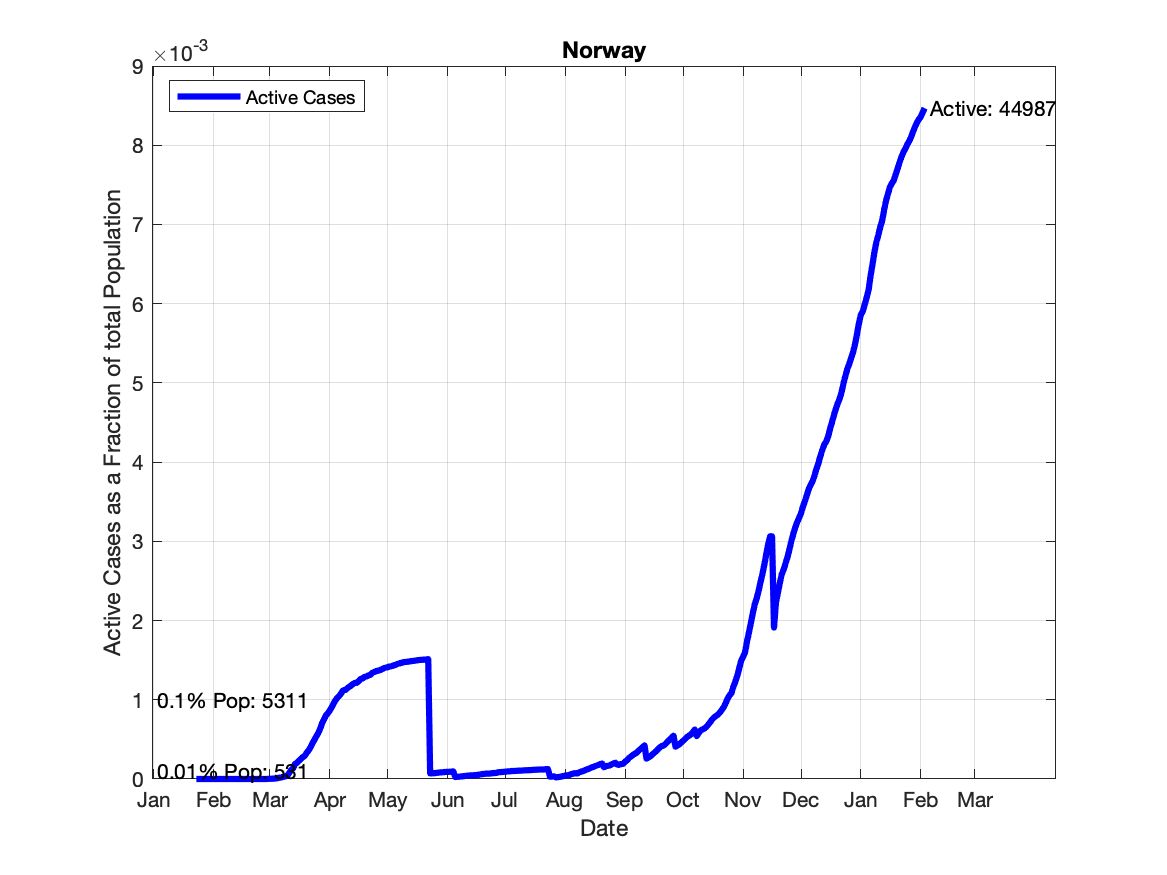 Norway
×10-3
9
Active Cases
Active: 44987
8
7
6
5
4
3
2
1
0
0.1% Pop: 5311
0.01% Pop: 531
Active Cases as a Fraction of total Population
Jan Feb Mar Apr May Jun Jul Aug Sep Oct Nov Dec Jan Feb Mar
Date